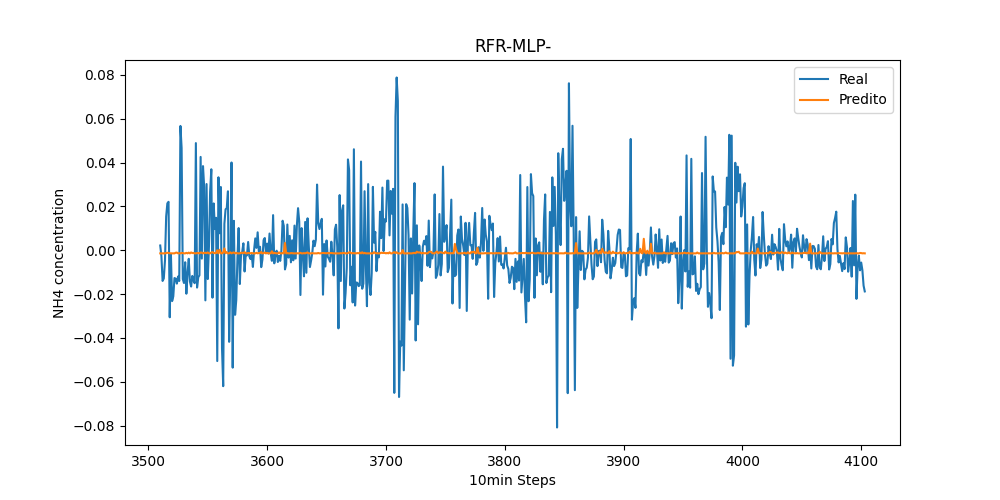 RFR-MLP-
Real
Predito
NH4 concentration
0.08
0.06
0.04
0.02
0.00
−0.02
−0.04
−0.06
−0.08
3500 3600 3700 3800 3900 4000 4100
10min Steps